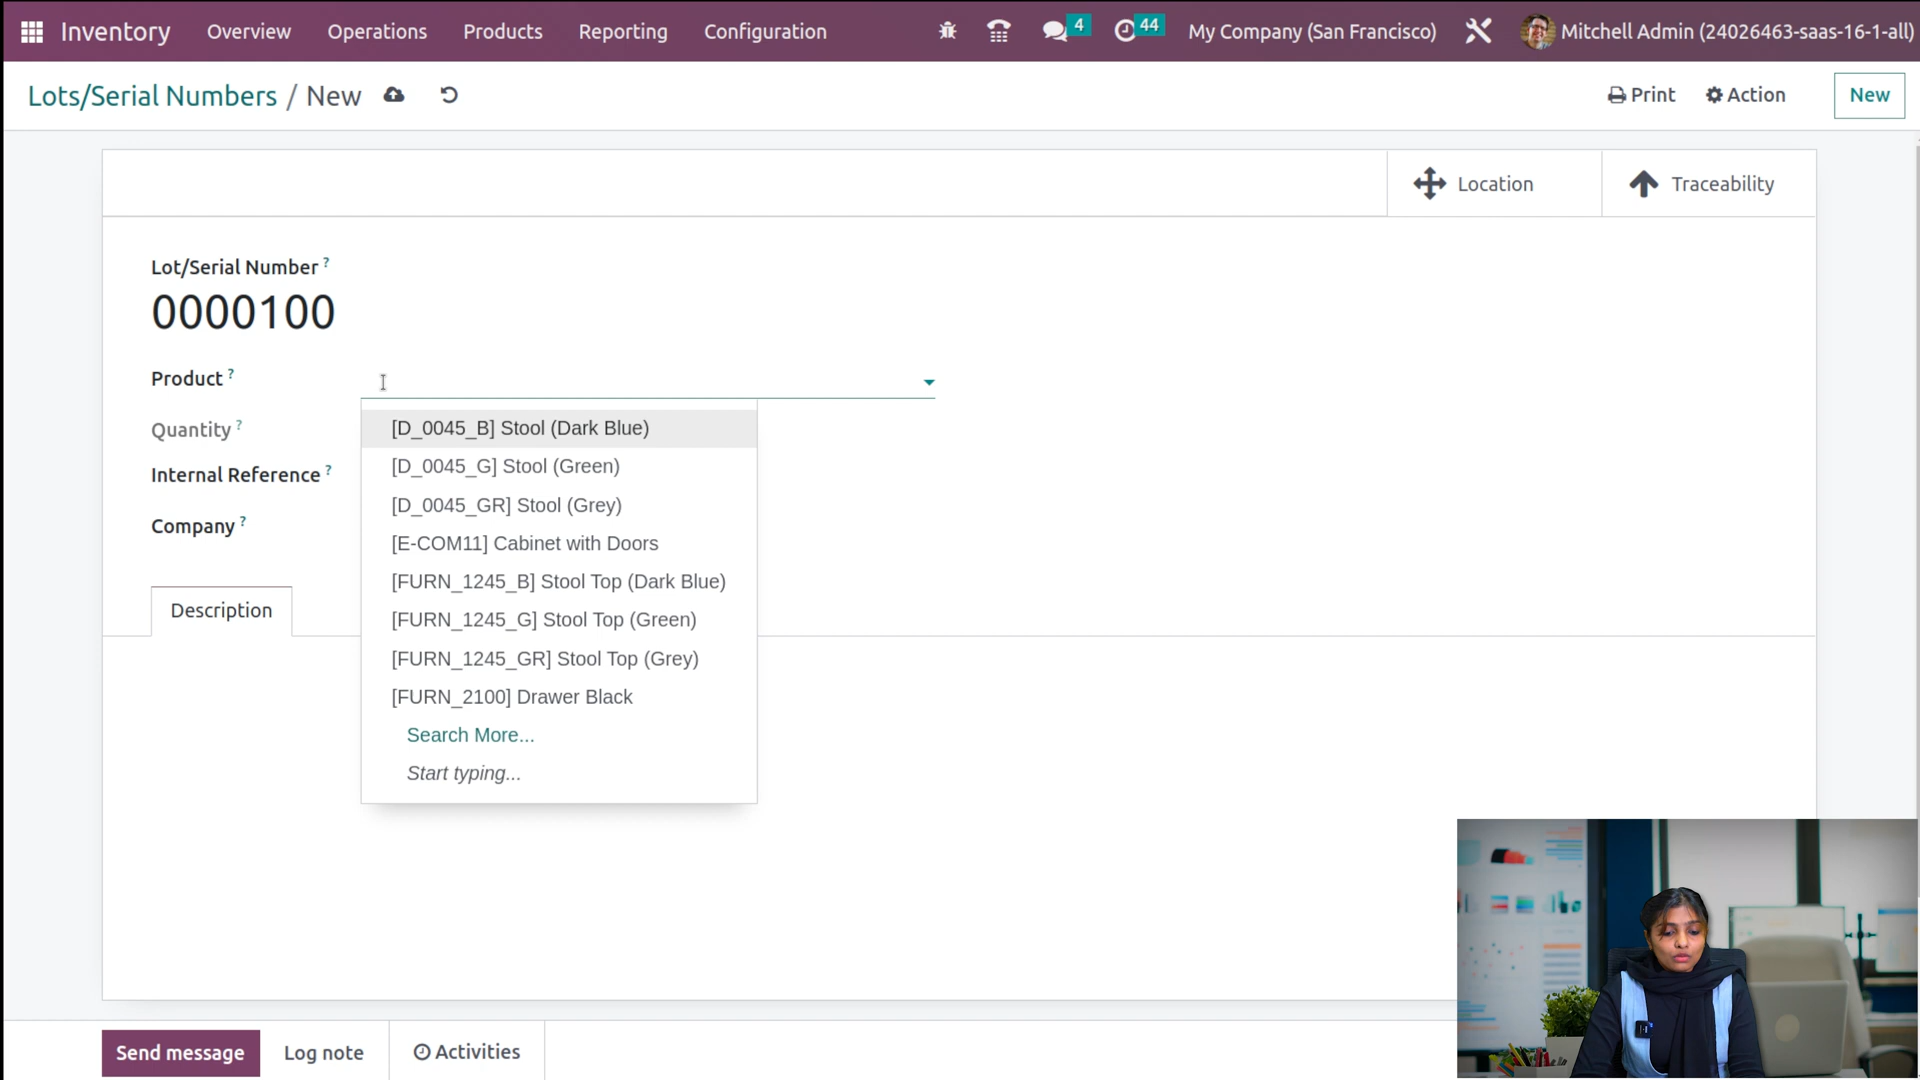 Inventory Overview Operations Products Reporting Configuration 4 44 My Company (San Francisco) Mitchell Admin (24026463-saas-16-1-all)
Lots/Serial Numbers / New Print Action New
Location Traceability
Lot/Serial Number ?
0000100
Product ?
[D_0045_B] Stool (Dark Blue)
Quantity ?
[D_0045_G] Stool (Green)
Internal Reference ?
[D_0045_GR] Stool (Grey)
Company ?
[E-COM11] Cabinet with Doors
[FURN_1245_B] Stool Top (Dark Blue)
Description
[FURN_1245_G] Stool Top (Green)
[FURN_1245_GR] Stool Top (Grey)
[FURN_2100] Drawer Black
Search More...
Start typing...
Send message Log note Activities